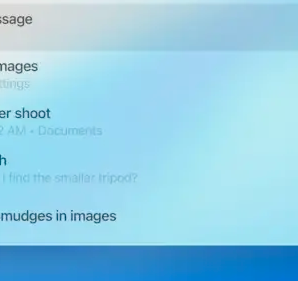 ssage
mages
ttings
er shoot
2 AM - Documents
h
I find the smaller tripod?
mudges in images